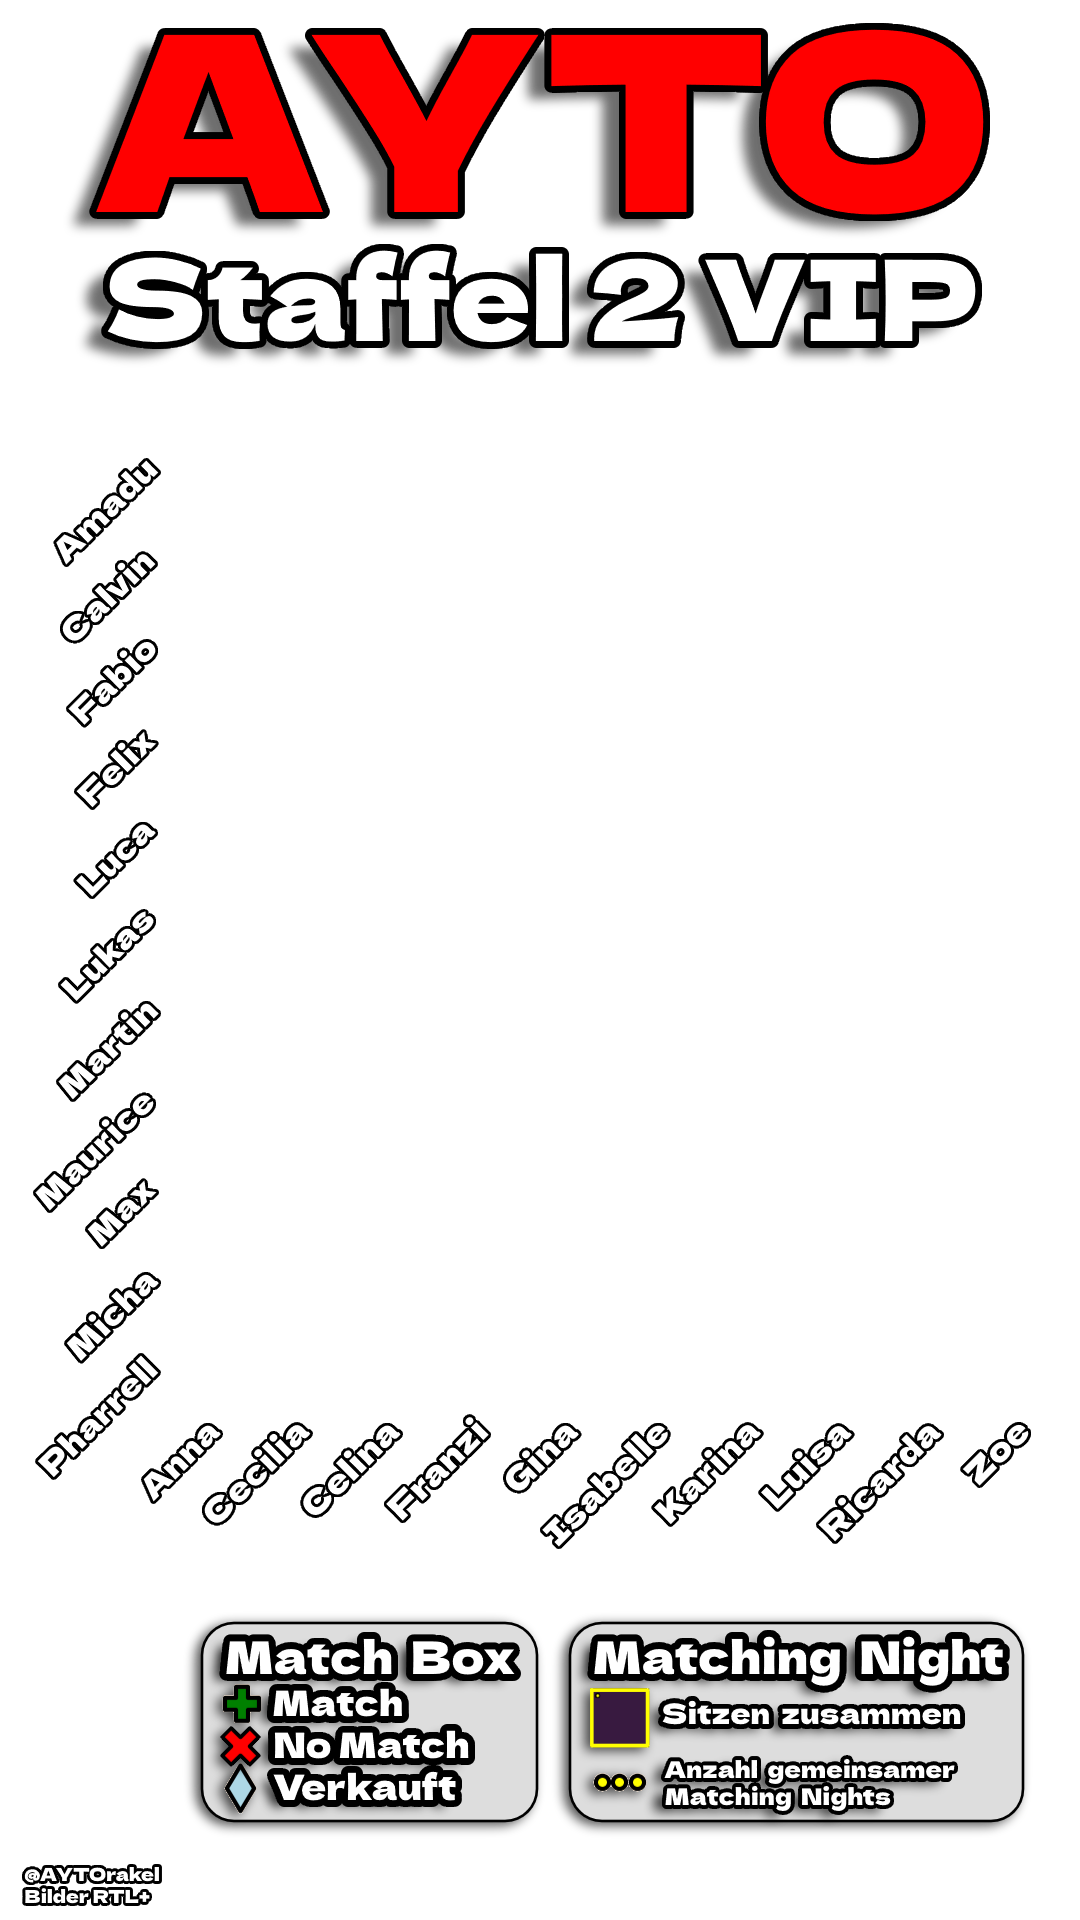 AYTO
Staffel 2 VIP
Amadu
Calvin
Fabio
Felix
Luca
Lukas
Martin
Maurice
Max
Micha
Pharrell
Anna
Cecilia
Celina
Franzi
Gina
Isabelle
Karina
Luisa
Ricarda
Zoe
Match Box
Match
No Match
Verkauft
Matching Night
Sitzen zusammen
Anzahl gemeinsamer
Matching Nights
@AYTOrakel
Bilder RTL+